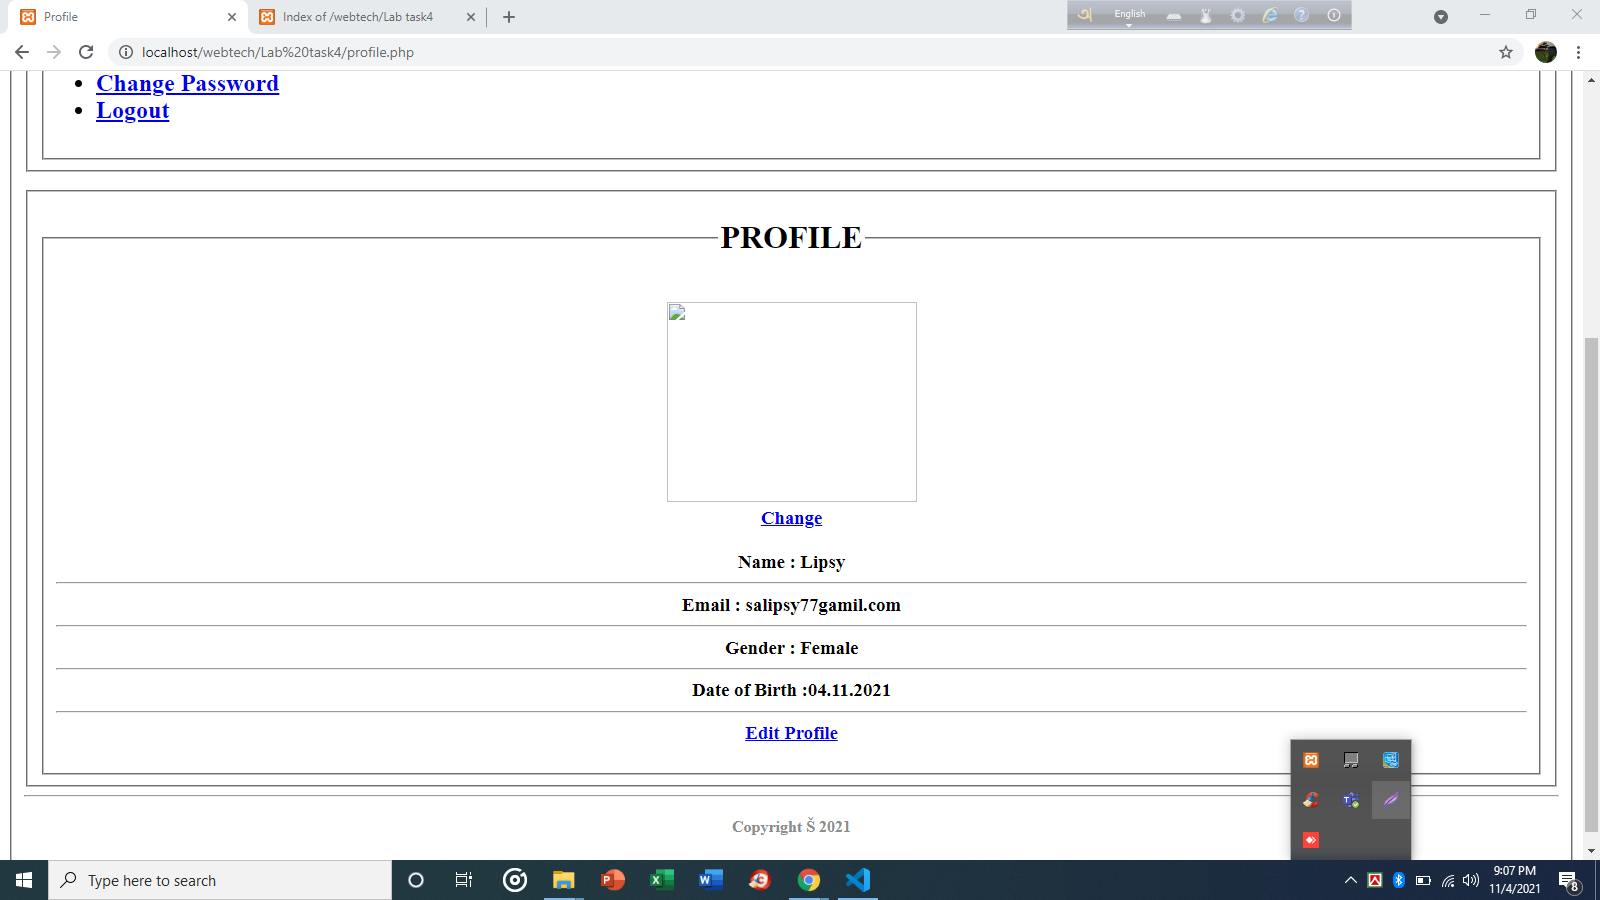 Profile
Index of /webtech/Lab task4
English
localhost/webtech/Lab%20task4/profile.php
Change Password
Logout
PROFILE
Change
Name : Lipsy
Email : salipsy77gamil.com
Gender : Female
Date of Birth :04.11.2021
Edit Profile
Copyright Š 2021
Type here to search
9:07 PM
11/4/2021
8